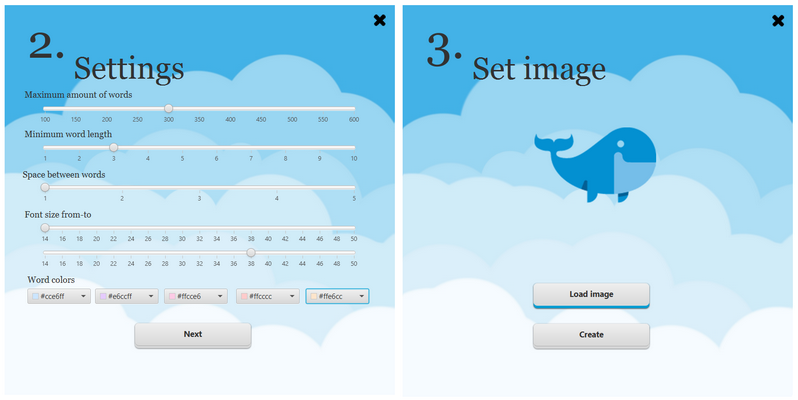 2. Settings
Maximum amount of words
100 150 200 250 300 350 400 450 500 550 600
Minimum word length
1 2 3 4 5 6 7 8 9 10
Space between words
1 2 3 4 5
Font size from-to
14 16 18 20 22 24 26 28 30 32 34 36 38 40 42 44 46 48 50
14 16 18 20 22 24 26 28 30 32 34 36 38 40 42 44 46 48 50
Word colors
#cce6ff #e6ccff #ffcce6 #ffcccc #ffe6cc
Next
3. Set image
Load image
Create